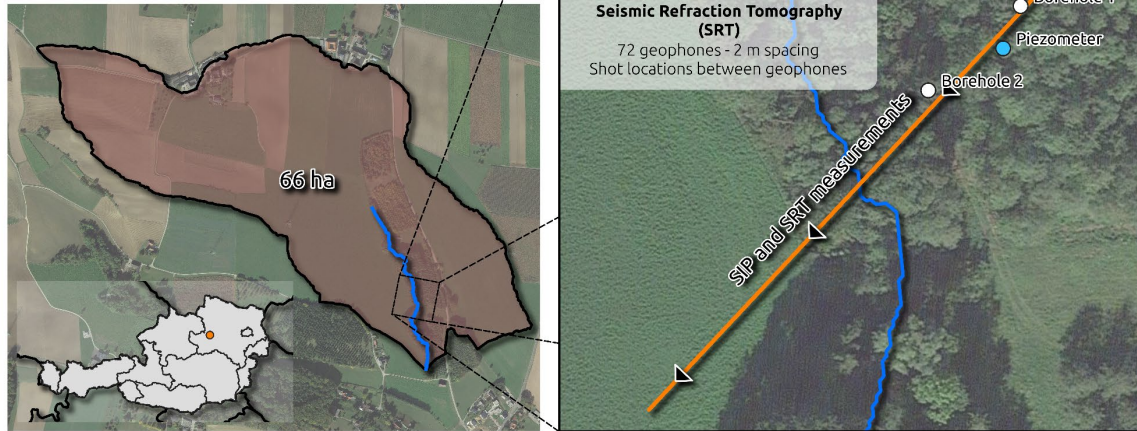 66 ha
Seismic Refraction Tomography
(SRT)
72 geophones - 2 m spacing
Shot locations between geophones
Piezometer
Borehole 2
SIP and SRT measurements